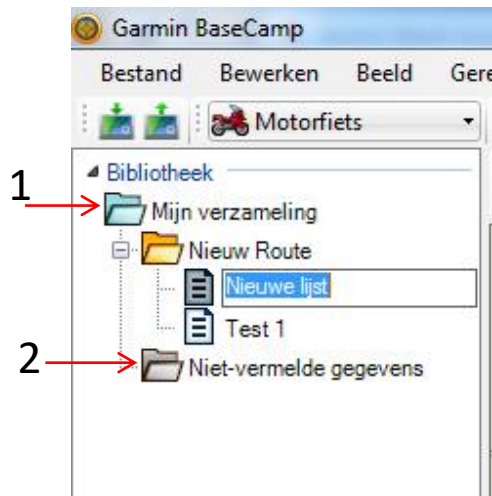 Garmin BaseCamp
Bestand Bewerken Beeld Gere
Motorfiets
Bibliotheek
1
Mijn verzameling
Nieuw Route
Nieuwe lijst
Test 1
2
Niet-vermelde gegevens